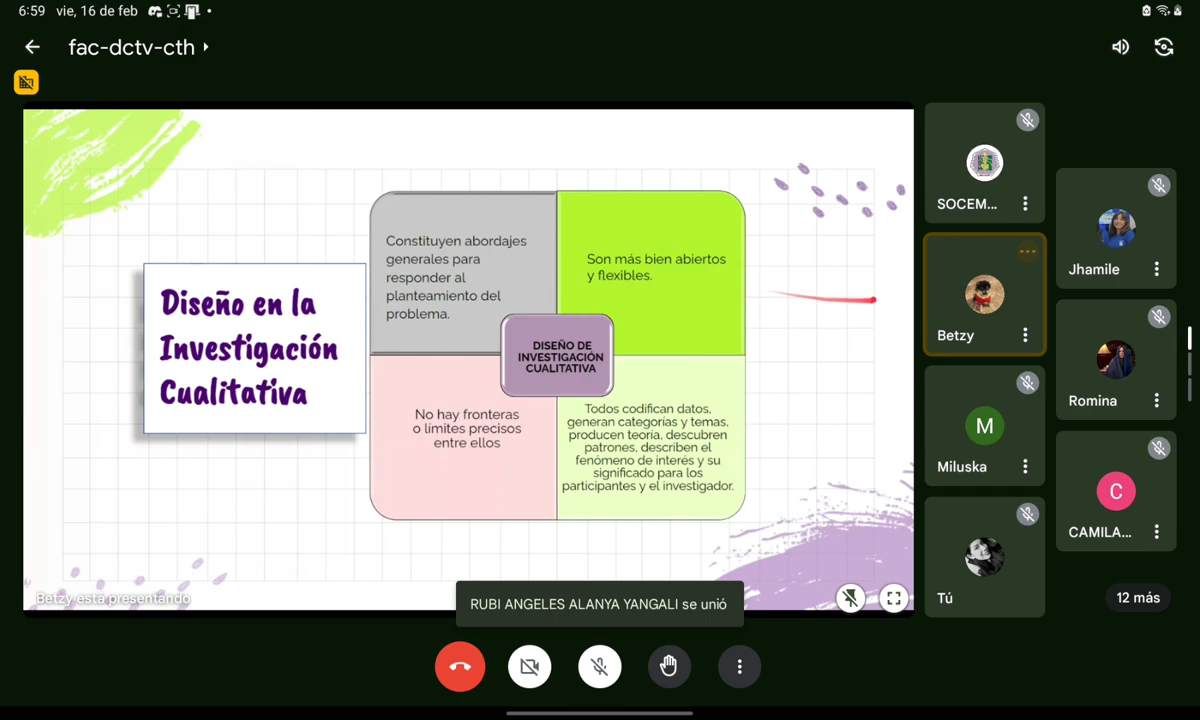 6:59 vie, 16 de feb
fac-dctv-cth
Diseño en la
Investigación
Cualitativa
Constituyen abordajes
generales para
responder al
planteamiento del
problema.
Son más bien abiertos
y flexibles.
DISEÑO DE
INVESTIGACIÓN
CUALITATIVA
No hay fronteras
o límites precisos
entre ellos
Todos codifican datos,
generan categorías y temas,
producen teoría, descubren
patrones, describen el
fenómeno de interés y su
significado para los
participantes y el investigador.
Betzy está presentando
RUBI ANGELES ALANYA YANGALI se unió
SOCEM...
Betzy
M
Miluska
Tú
Jhamile
Romina
C
CAMILA...
12 más